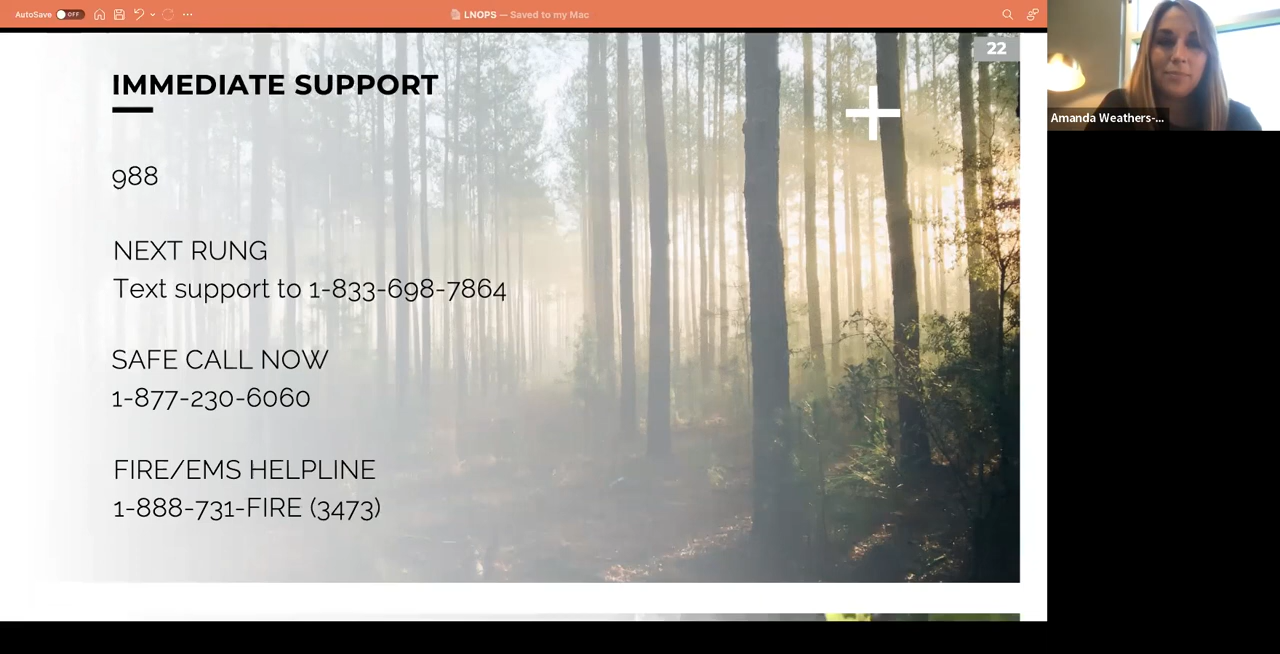 AutoSave OFF
LNOPS — Saved to my Mac
22
IMMEDIATE SUPPORT
988
NEXT RUNG
Text support to 1-833-698-7864
SAFE CALL NOW
1-877-230-6060
FIRE/EMS HELPLINE
1-888-731-FIRE (3473)
Amanda Weathers-...